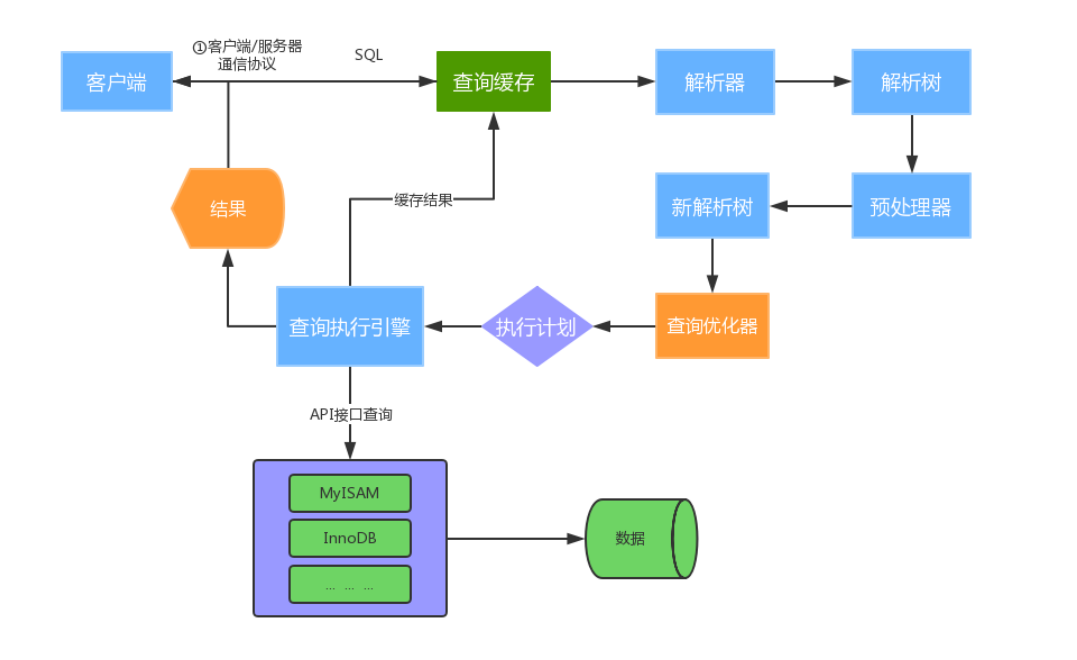 ①客户端/服务器
通信协议
SQL
客户端
查询缓存
解析器
解析树
结果
缓存结果
新解析树
预处理器
查询执行引擎
执行计划
查询优化器
API接口查询
MyISAM
InnoDB
数据
... ... ...